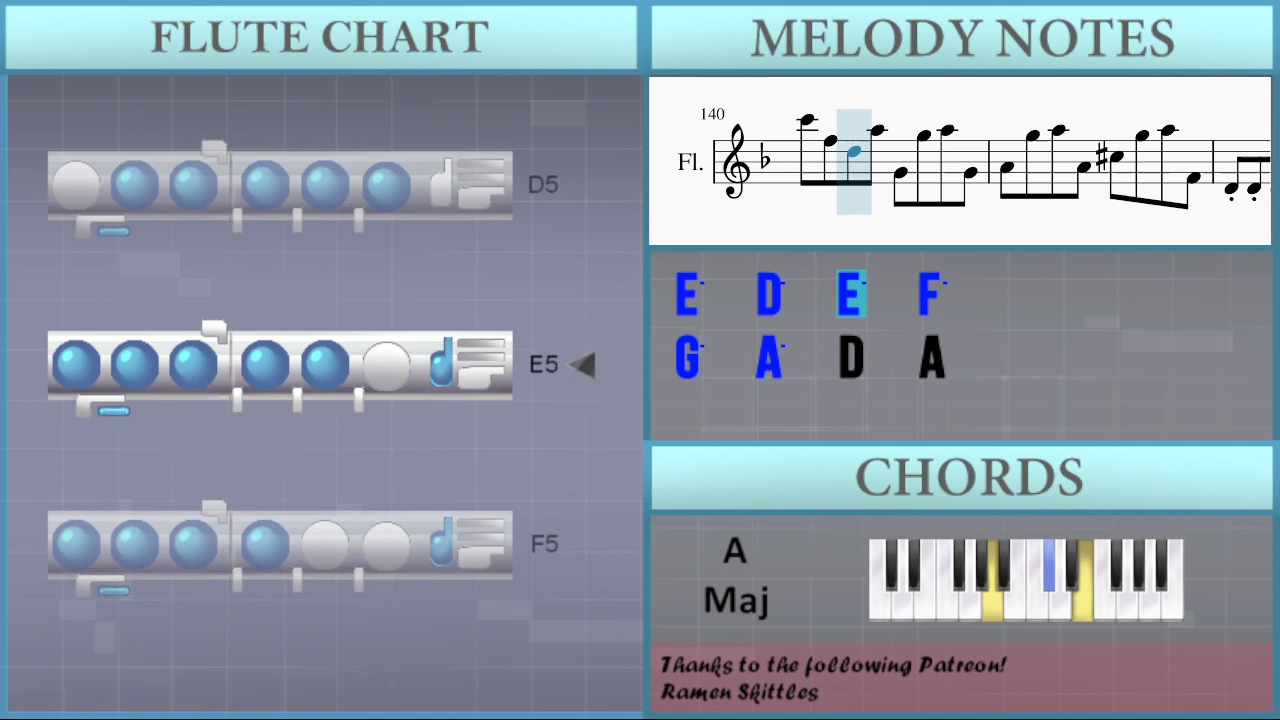 FLUTE CHART
D5
E5
F5
MELODY NOTES
140
Fl.
E- D- E- F-
G- A- D A
CHORDS
A
Maj
Thanks to the following Patreon!
Ramen Skittles